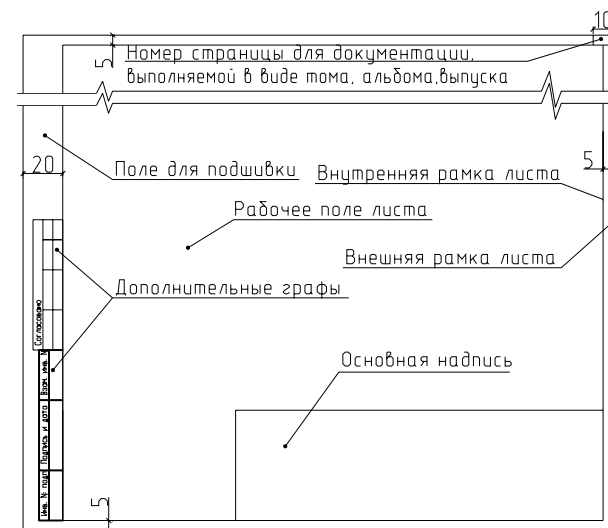 10
Номер страницы для документации,
выполняемой в виде тома, альбома,выпуска
5
20
Поле для подшивки
5
Внутренняя рамка листа
Рабочее поле листа
Внешняя рамка листа
Дополнительные графы
Согласовано
Основная надпись
Взам. инв. №
Подпись и дата
Инв. № подл.
5